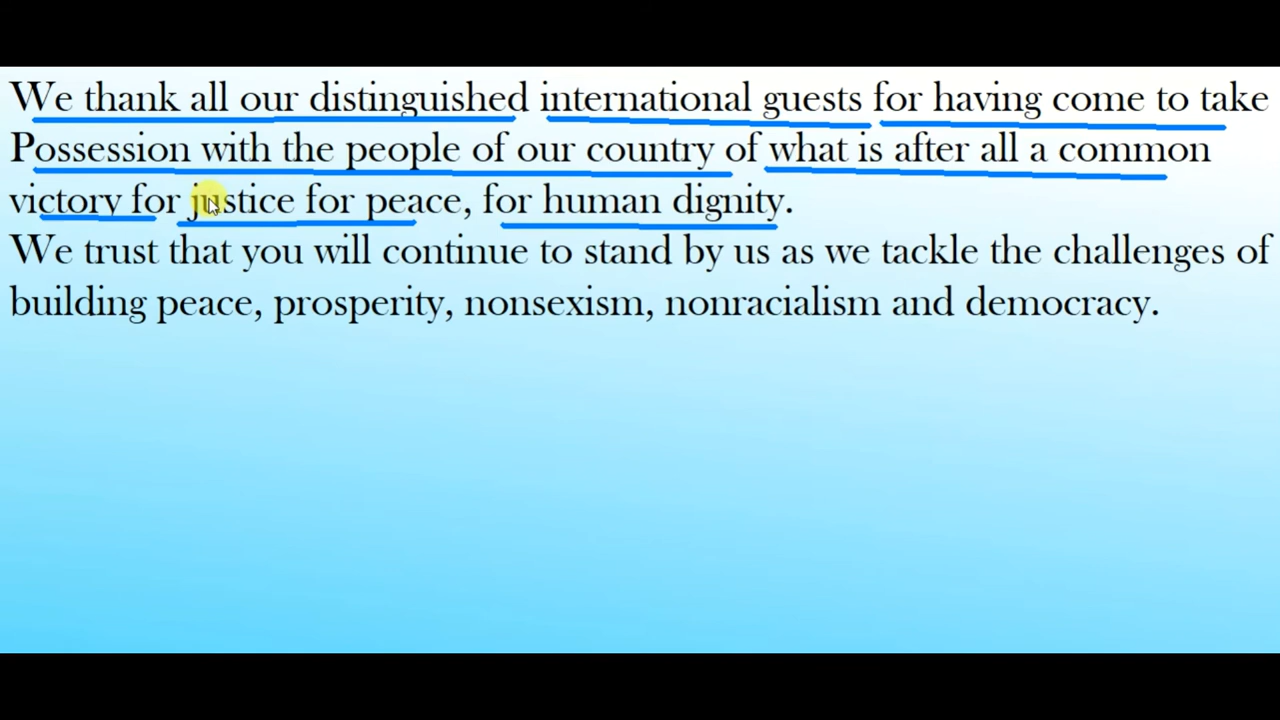 We thank all our distinguished international guests for having come to take
Possession with the people of our country of what is after all a common
victory for justice for peace, for human dignity.
We trust that you will continue to stand by us as we tackle the challenges of
building peace, prosperity, nonsexism, nonracialism and democracy.